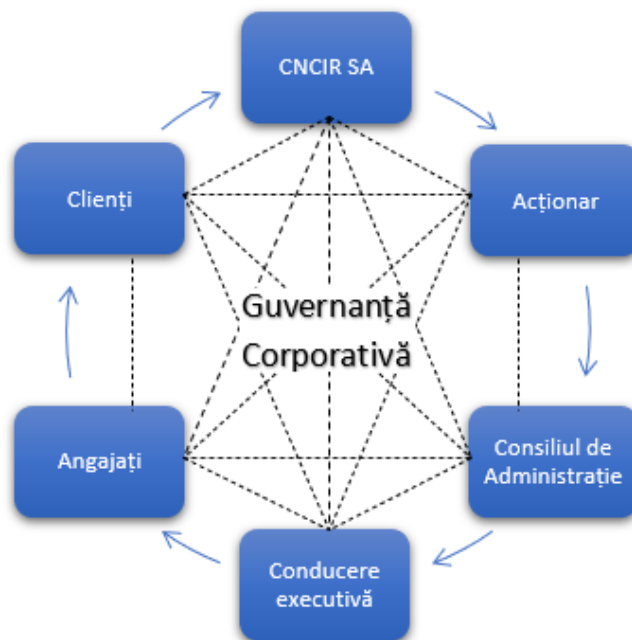 CNCIR SA
Clienți
Acționar
Guvernanță
Corporativă
Angajați
Consiliul de
Administrație
Conducere
executivă